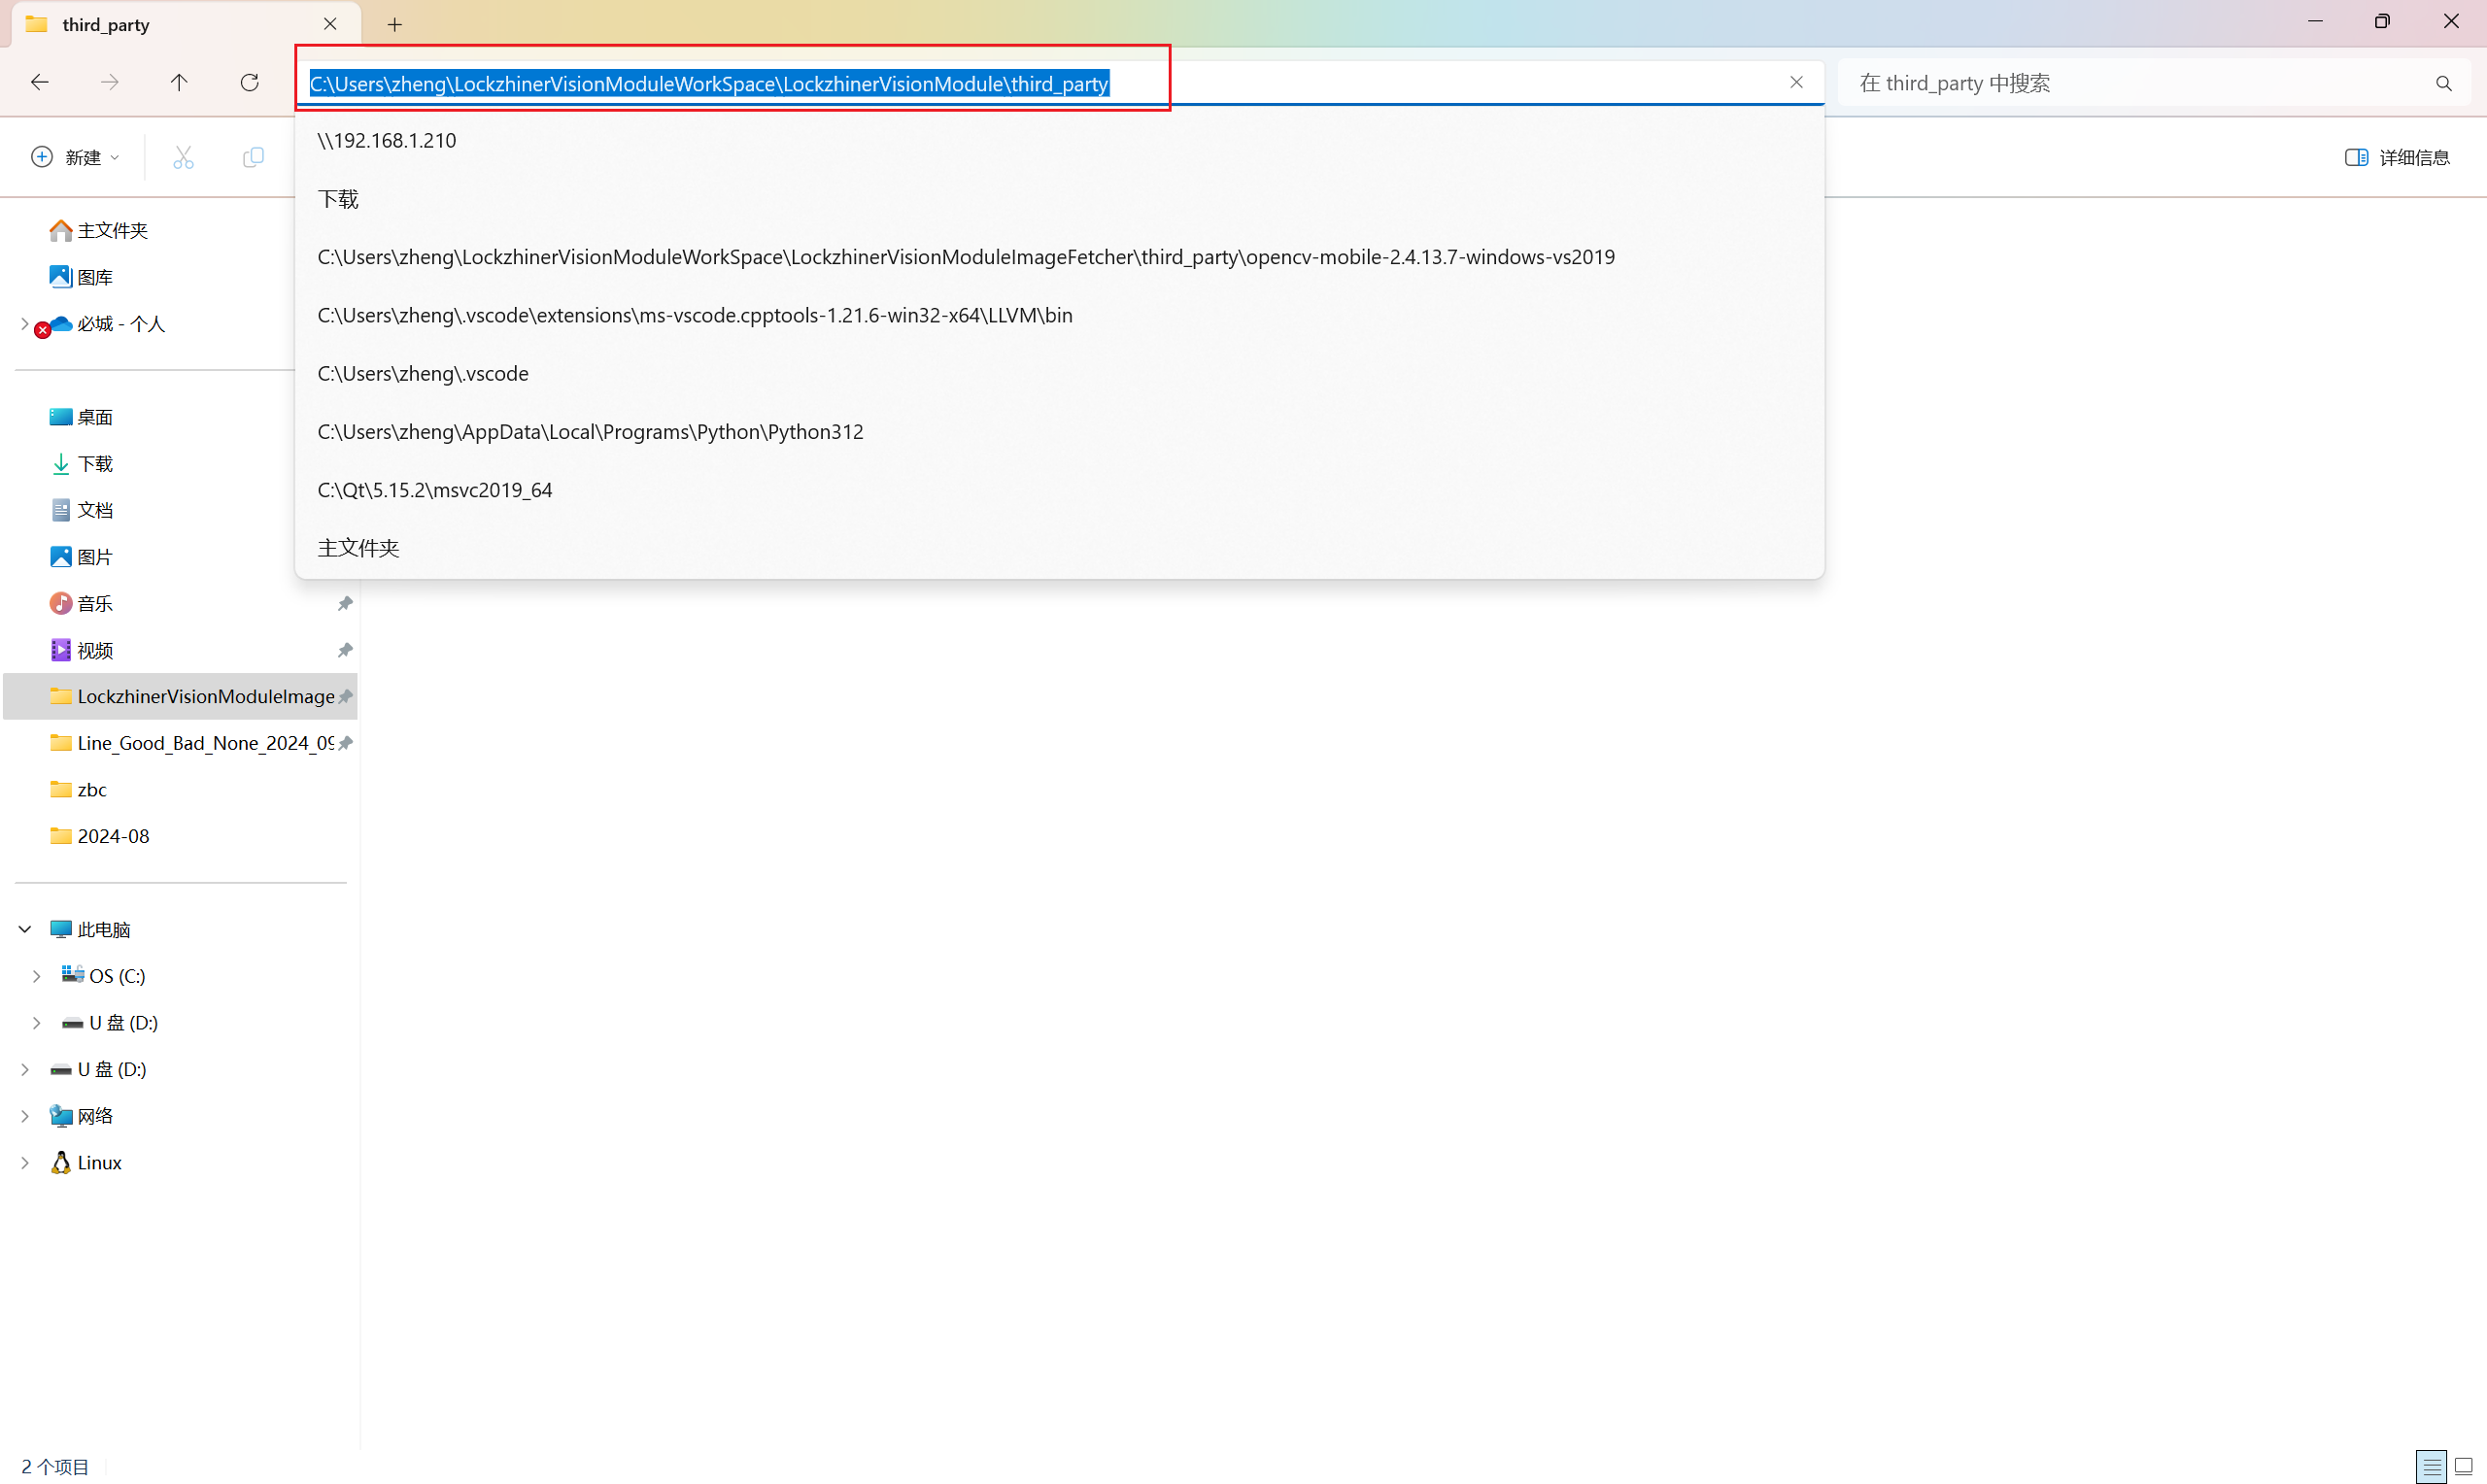 third_party
C:\Users\zheng\LockzhinerVisionModuleWorkSpace\LockzhinerVisionModule\third_party
在 third_party 中搜索
新建
详细信息
\\192.168.1.210
下载
C:\Users\zheng\LockzhinerVisionModuleWorkSpace\LockzhinerVisionModuleImageFetcher\third_party\opencv-mobile-2.4.13.7-windows-vs2019
C:\Users\zheng\.vscode\extensions\ms-vscode.cpptools-1.21.6-win32-x64\LLVM\bin
C:\Users\zheng\.vscode
C:\Users\zheng\AppData\Local\Programs\Python\Python312
C:\Qt\5.15.2\msvc2019_64
主文件夹
主文件夹
图库
必城 - 个人
桌面
下载
文档
图片
音乐
视频
LockzhinerVisionModuleImage
Line_Good_Bad_None_2024_09
zbc
2024-08
此电脑
OS (C:)
U 盘 (D:)
U 盘 (D:)
网络
Linux
2 个项目